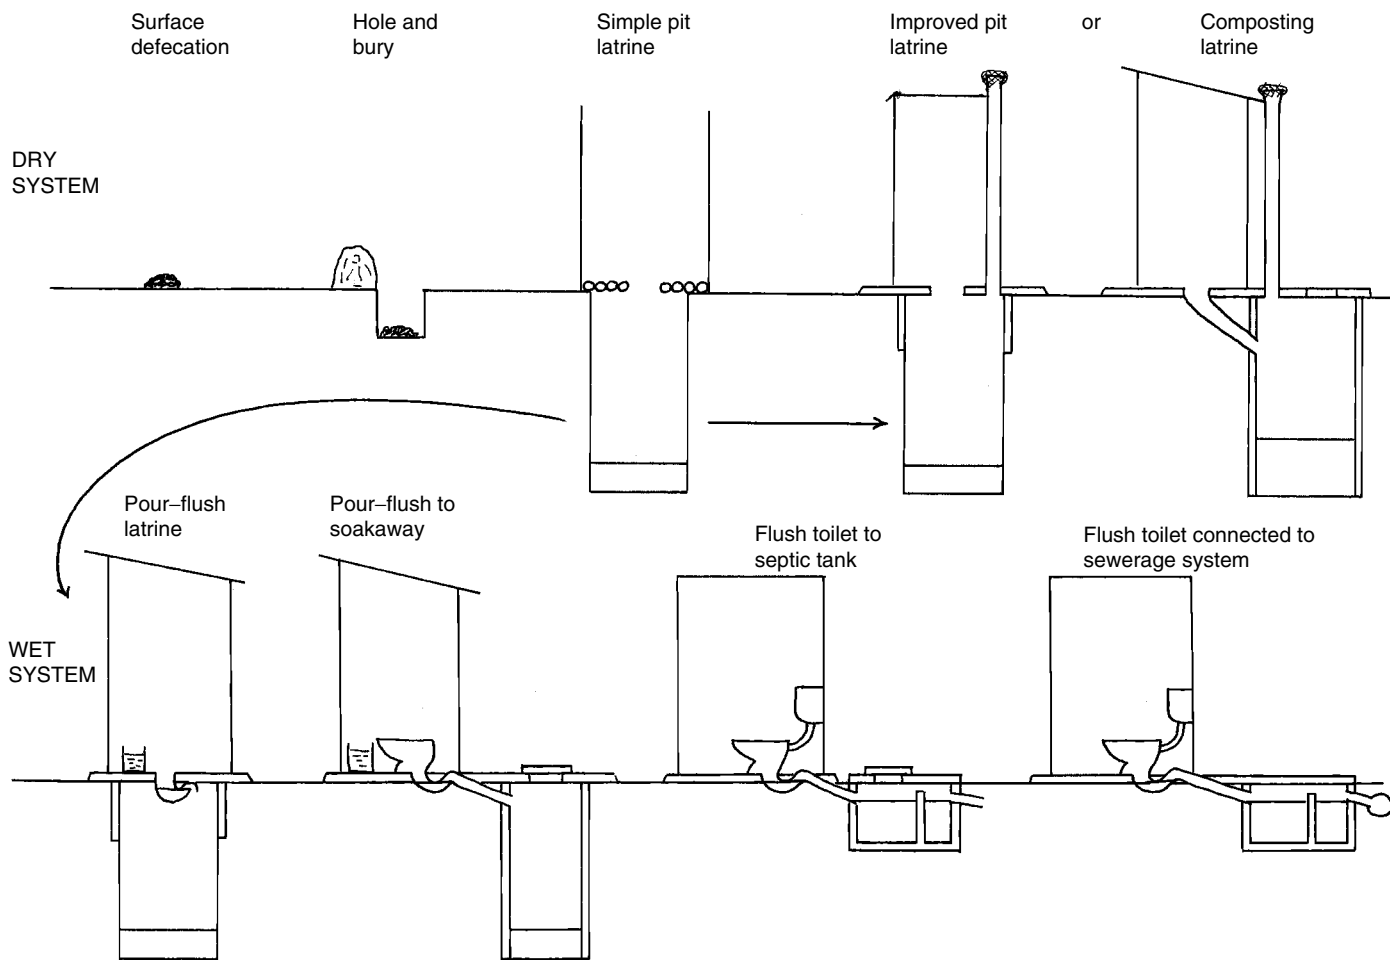 Surface
defecation
Hole and
bury
Simple pit
latrine
Improved pit
latrine
or
Composting
latrine
DRY
SYSTEM
Pour–flush
latrine
Pour–flush to
soakaway
Flush toilet to
septic tank
Flush toilet connected to
sewerage system
WET
SYSTEM